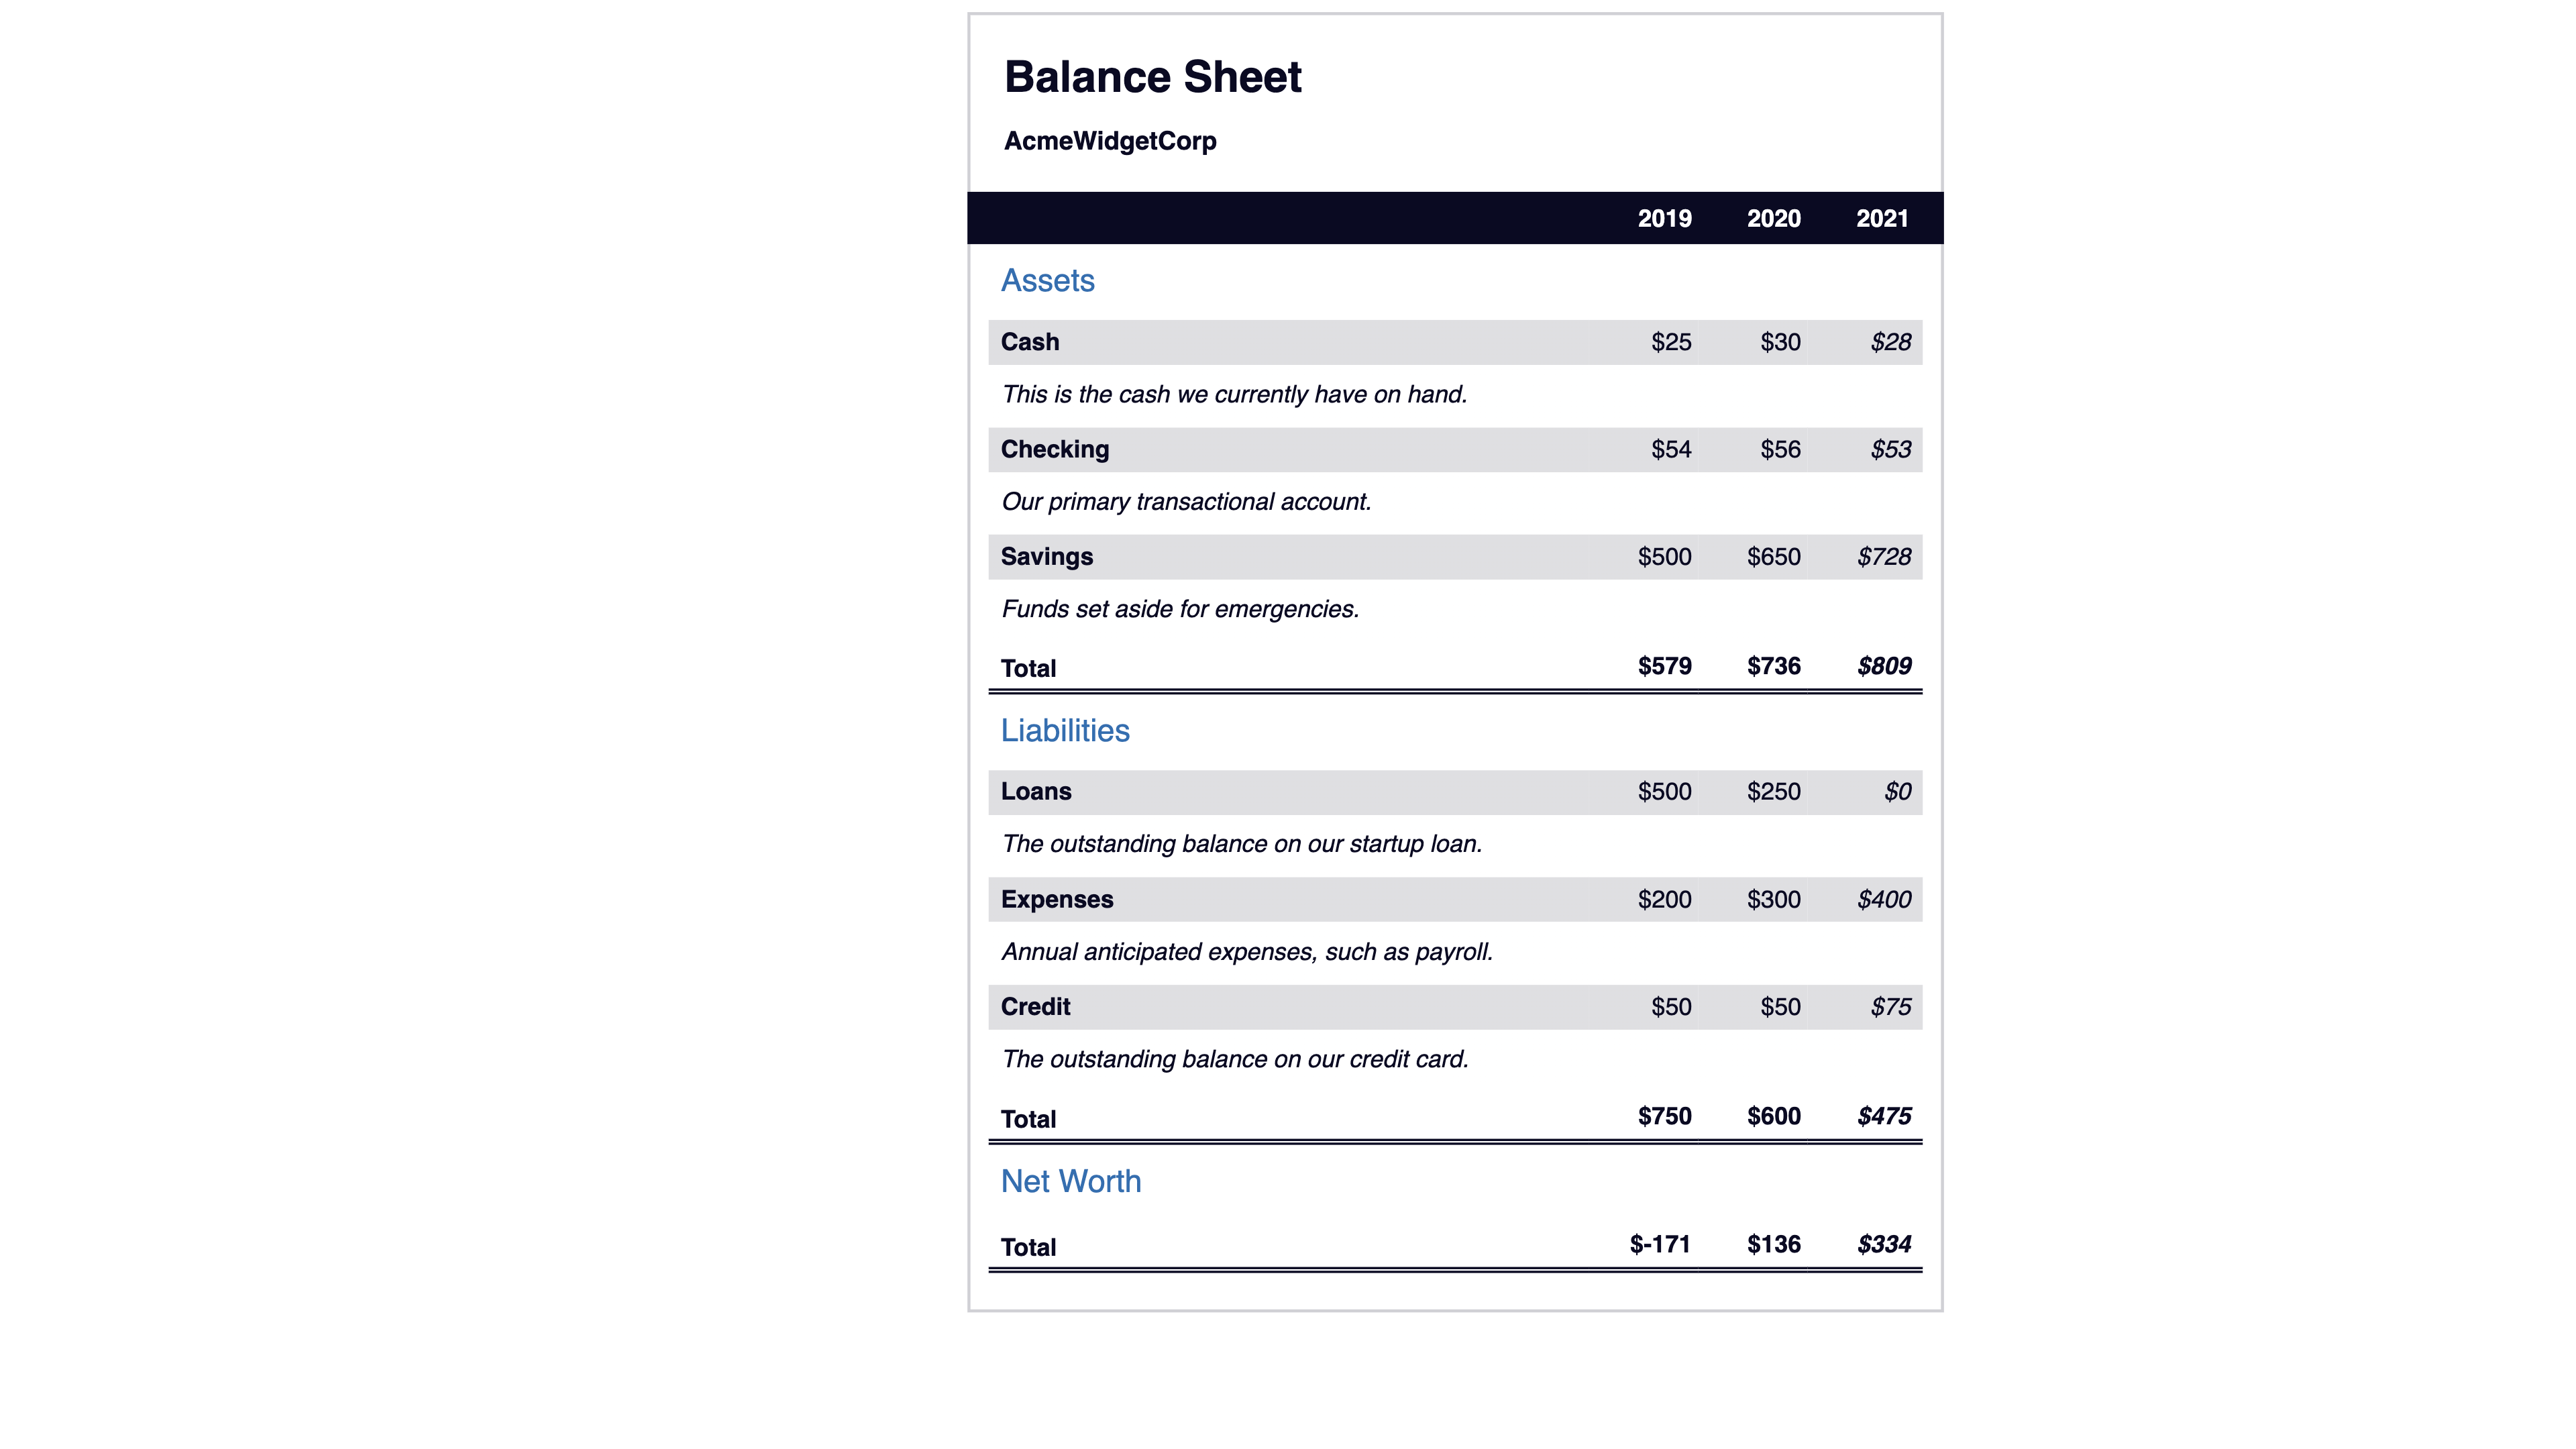 Balance Sheet
AcmeWidgetCorp
2019 2020 2021
Assets
Cash $25 $30 $28
This is the cash we currently have on hand.
Checking $54 $56 $53
Our primary transactional account.
Savings $500 $650 $728
Funds set aside for emergencies.
Total $579 $736 $809
Liabilities
Loans $500 $250 $0
The outstanding balance on our startup loan.
Expenses $200 $300 $400
Annual anticipated expenses, such as payroll.
Credit $50 $50 $75
The outstanding balance on our credit card.
Total $750 $600 $475
Net Worth
Total $-171 $136 $334